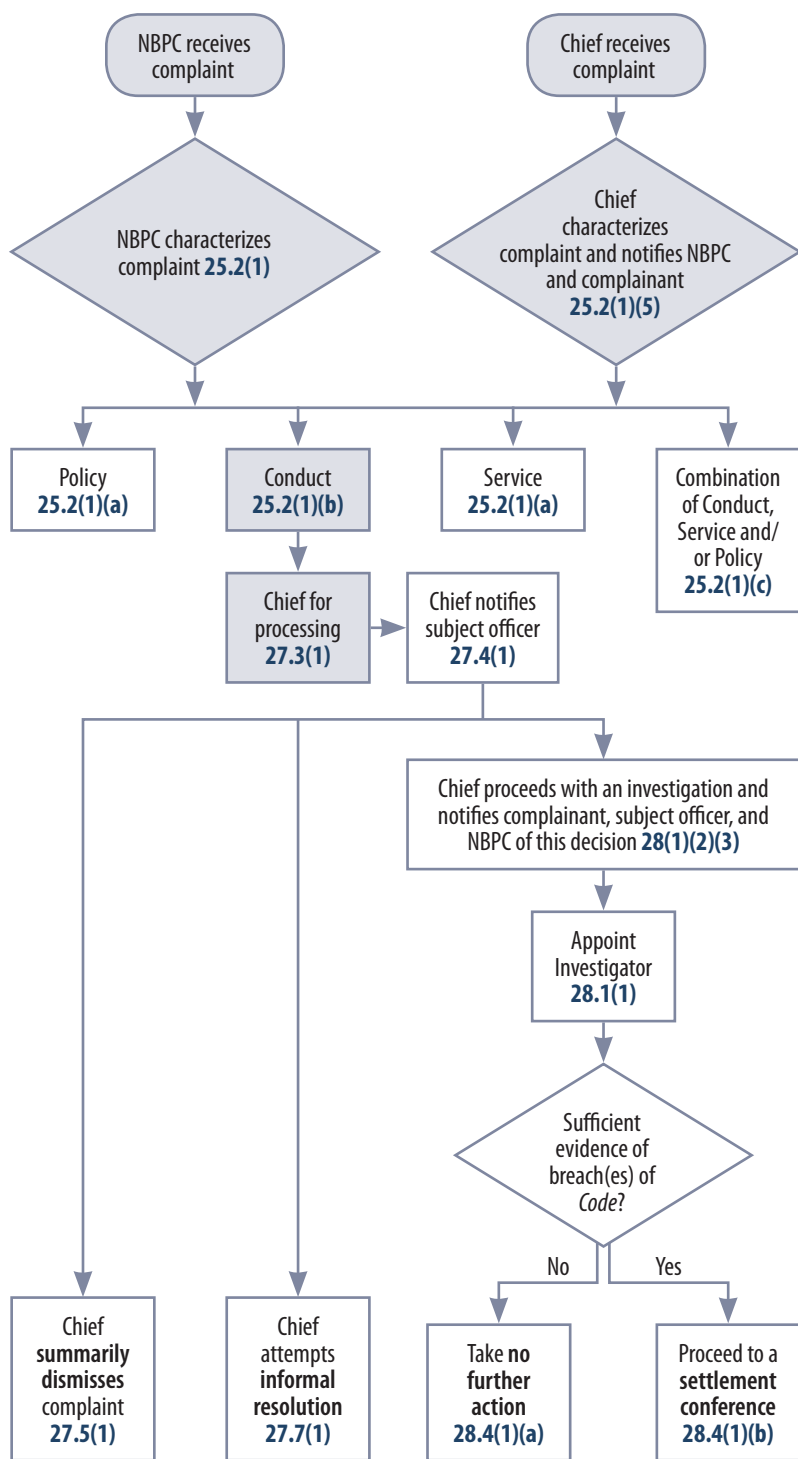 NBPC receives
complaint
Chief receives
complaint
NBPC characterizes
complaint 25.2(1)
Chief
characterizes
complaint and notifies NBPC
and complainant
25.2(1)(5)
Policy
25.2(1)(a)
Conduct
25.2(1)(b)
Service
25.2(1)(a)
Combination
of Conduct,
Service and/
or Policy
25.2(1)(c)
Chief for
processing
27.3(1)
Chief notifies
subject officer
27.4(1)
Chief proceeds with an investigation and
notifies complainant, subject officer, and
NBPC of this decision 28(1)(2)(3)
Appoint
Investigator
28.1(1)
Sufficient
evidence of
breach(es) of
Code?
No
Yes
Chief
summarily
dismisses
complaint
27.5(1)
Chief
attempts
informal
resolution
27.7(1)
Take no
further
action
28.4(1)(a)
Proceed to a
settlement
conference
28.4(1)(b)